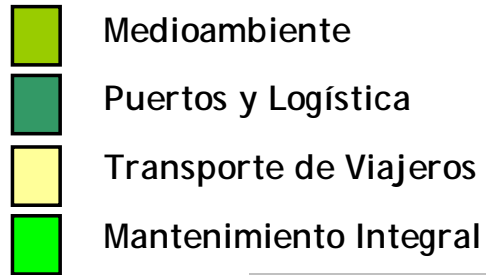 Medioambiente
Puertos y Logística
Transporte de Viajeros
Mantenimiento Integral